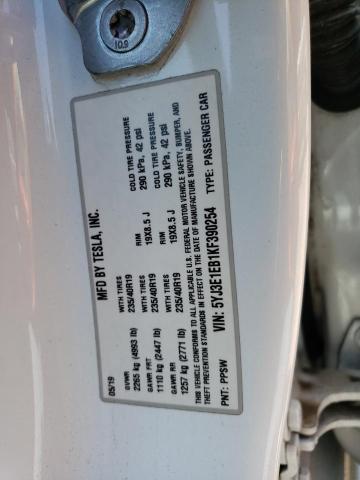 10.9
MFD BY TESLA, INC.
05/19
GVWR WITH TIRES RIM COLD TIRE PRESSURE
2265 kg (4993 lb) 235/40R19 19X8.5 J 290 kPa, 42 psi
GAWR FRT WITH TIRES RIM COLD TIRE PRESSURE
1110 kg (2447 lb) 235/40R19 19X8.5 J 290 kPa, 42 psi
GAWR RR WITH TIRES
1257 kg (2771 lb) 235/40R19
THIS VEHICLE CONFORMS TO ALL APPLICABLE U.S. FEDERAL MOTOR VEHICLE SAFETY, BUMPER, AND
THEFT PREVENTION STANDARDS IN EFFECT ON THE DATE OF MANUFACTURE SHOWN ABOVE.
VIN: 5YJ3E1EB1KF390254
PNT: PPSW TYPE: PASSENGER CAR